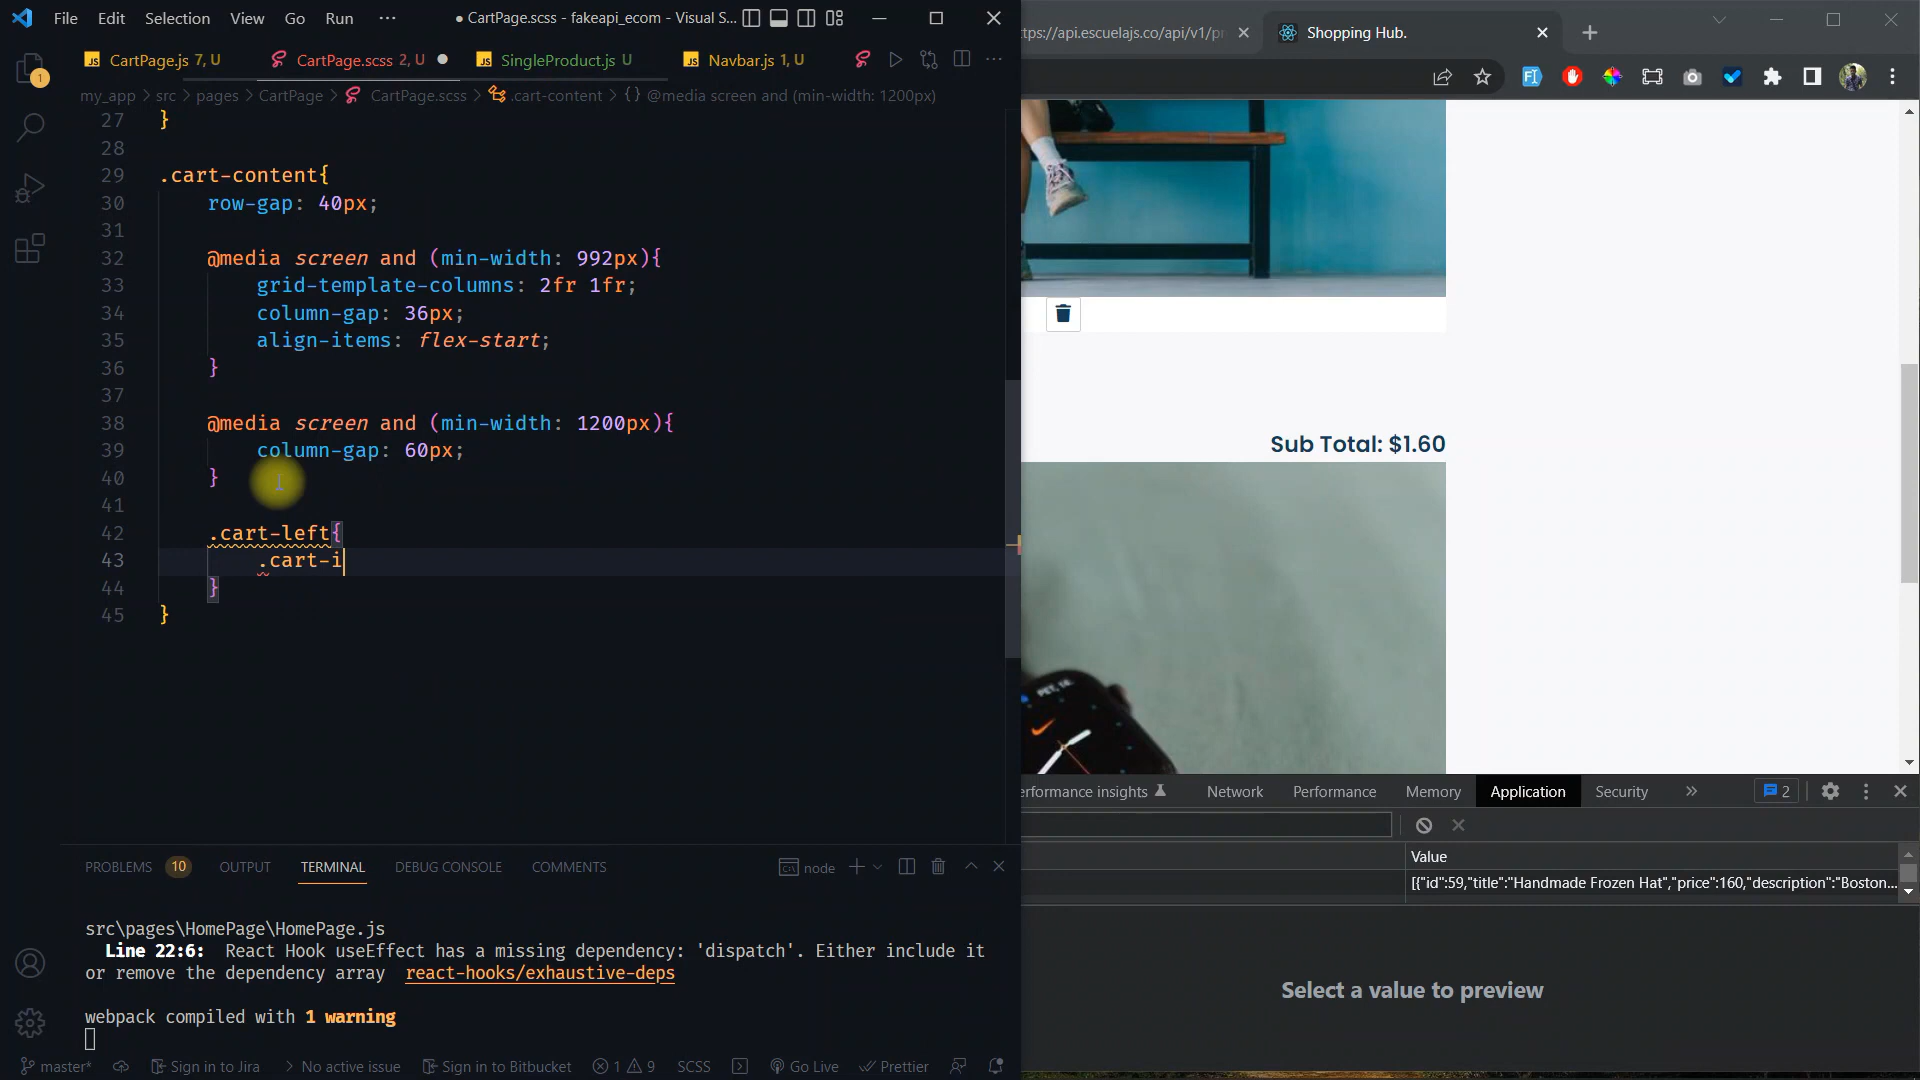 File Edit Selection View Go Run ··· ● CartPage.scss - fakeapi_ecom - Visual S...
CartPage.js 7, U CartPage.scss 2, U ● SingleProduct.js U Navbar.js 1, U
my_app > src > pages > CartPage > CartPage.scss > .cart-content > {} @media screen and (min-width: 1200px)
27 }
28
29 .cart-content{
30 row-gap: 40px;
31
32 @media screen and (min-width: 992px){
33 grid-template-columns: 2fr 1fr;
34 column-gap: 36px;
35 align-items: flex-start;
36 }
37
38 @media screen and (min-width: 1200px){
39 column-gap: 60px;
40 }
41
42 .cart-left{
43 .cart-i
44 }
45 }
PROBLEMS 10 OUTPUT TERMINAL DEBUG CONSOLE COMMENTS node
src\pages\HomePage\HomePage.js
Line 22:6: React Hook useEffect has a missing dependency: 'dispatch'. Either include it
or remove the dependency array react-hooks/exhaustive-deps
webpack compiled with 1 warning
master* Sign in to Jira No active issue Sign in to Bitbucket 1 9 SCSS Go Live Prettier
1
ttps://api.escuelajs.co/api/v1/pr Shopping Hub.
Sub Total: $1.60
erformance insights Network Performance Memory Application Security » 2
Value
[{"id":59,"title":"Handmade Frozen Hat","price":160,"description":"Boston...
Select a value to preview